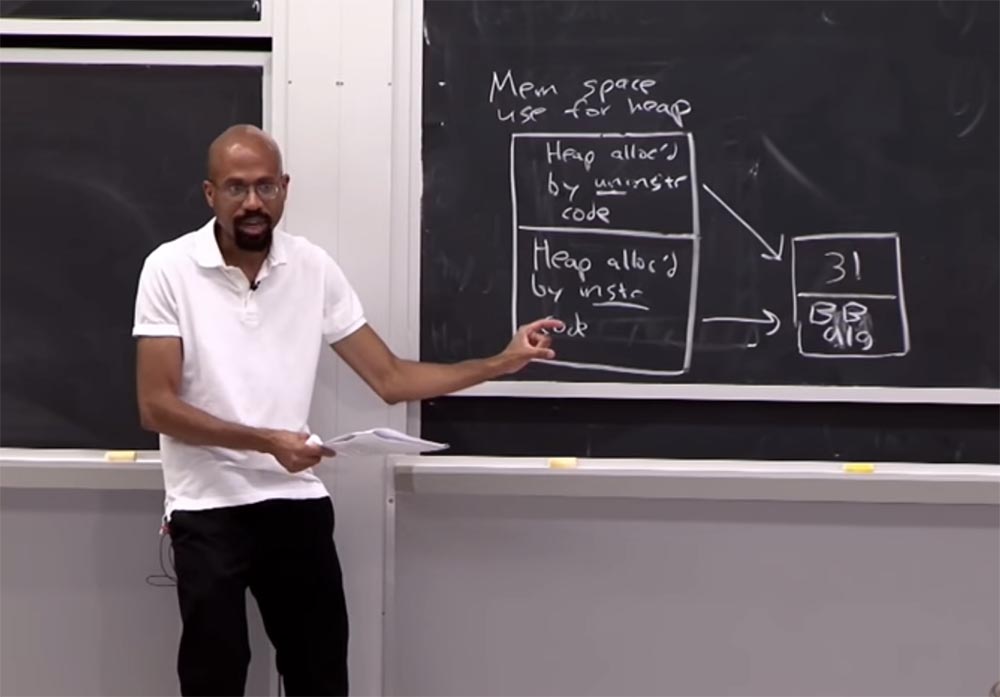 Mem space
use for heap
Heap alloc'd
by uninstr
code
Heap alloc'd
by instr
code
31
BB
alg